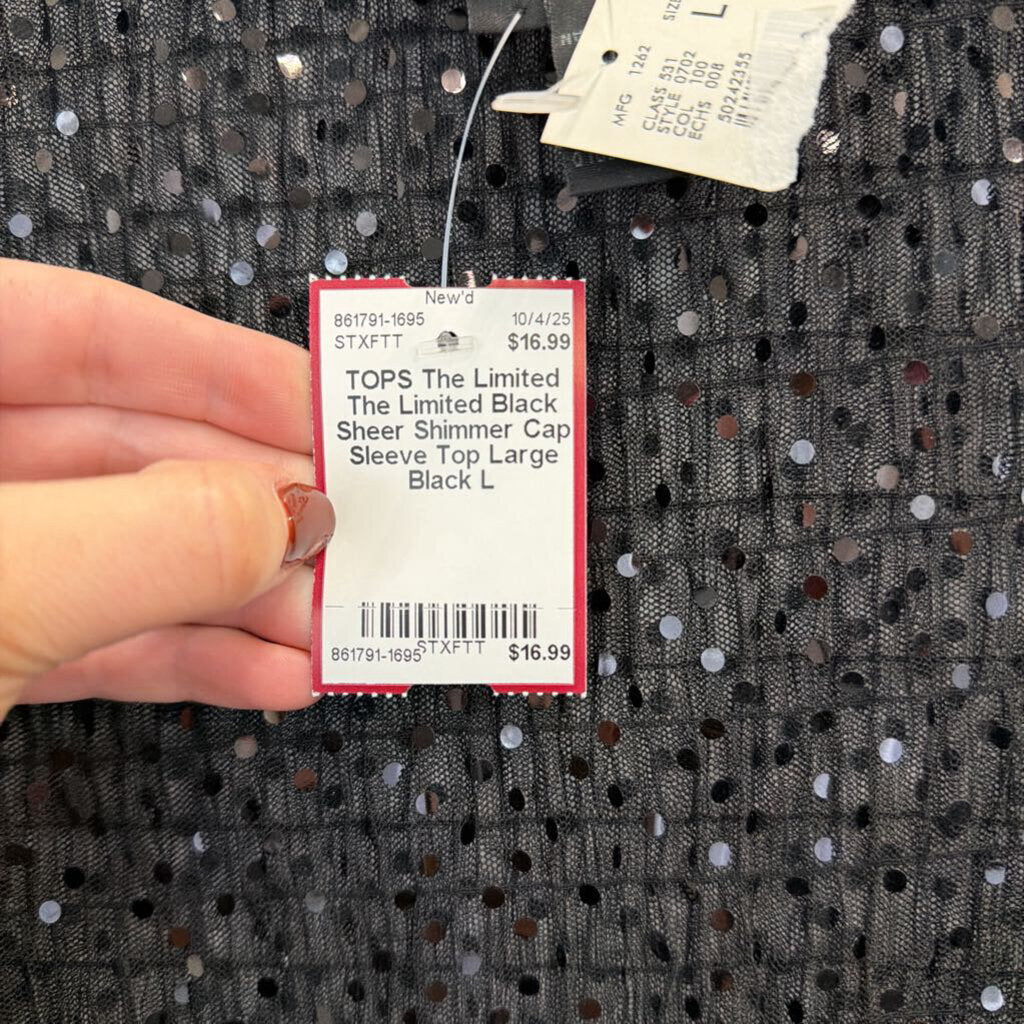 SIZE
L
MFG 1262
CLASS 531
STYLE 0702
COL 100
ECHS 008
50242355
New'd
861791-1695 10/4/25
STXFTT $16.99
TOPS The Limited
The Limited Black
Sheer Shimmer Cap
Sleeve Top Large
Black L
STXFTT
861791-1695 $16.99